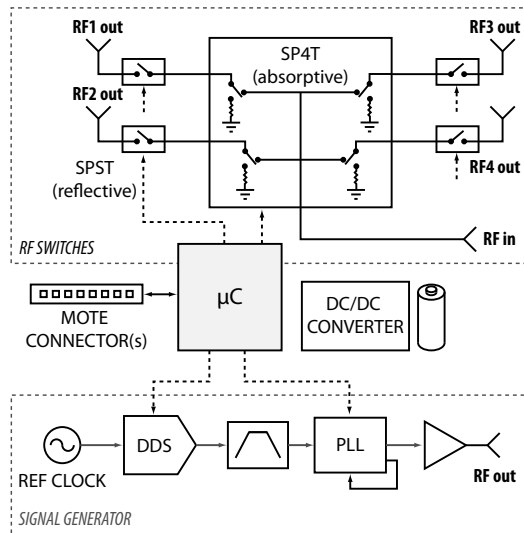 RF1 out
RF3 out
SP4T
(absorptive)
RF2 out
RF4 out
SPST
(reflective)
RF in
RF SWITCHES
µC
MOTE
CONNECTOR(s)
DC/DC
CONVERTER
DDS
PLL
REF CLOCK
RF out
SIGNAL GENERATOR